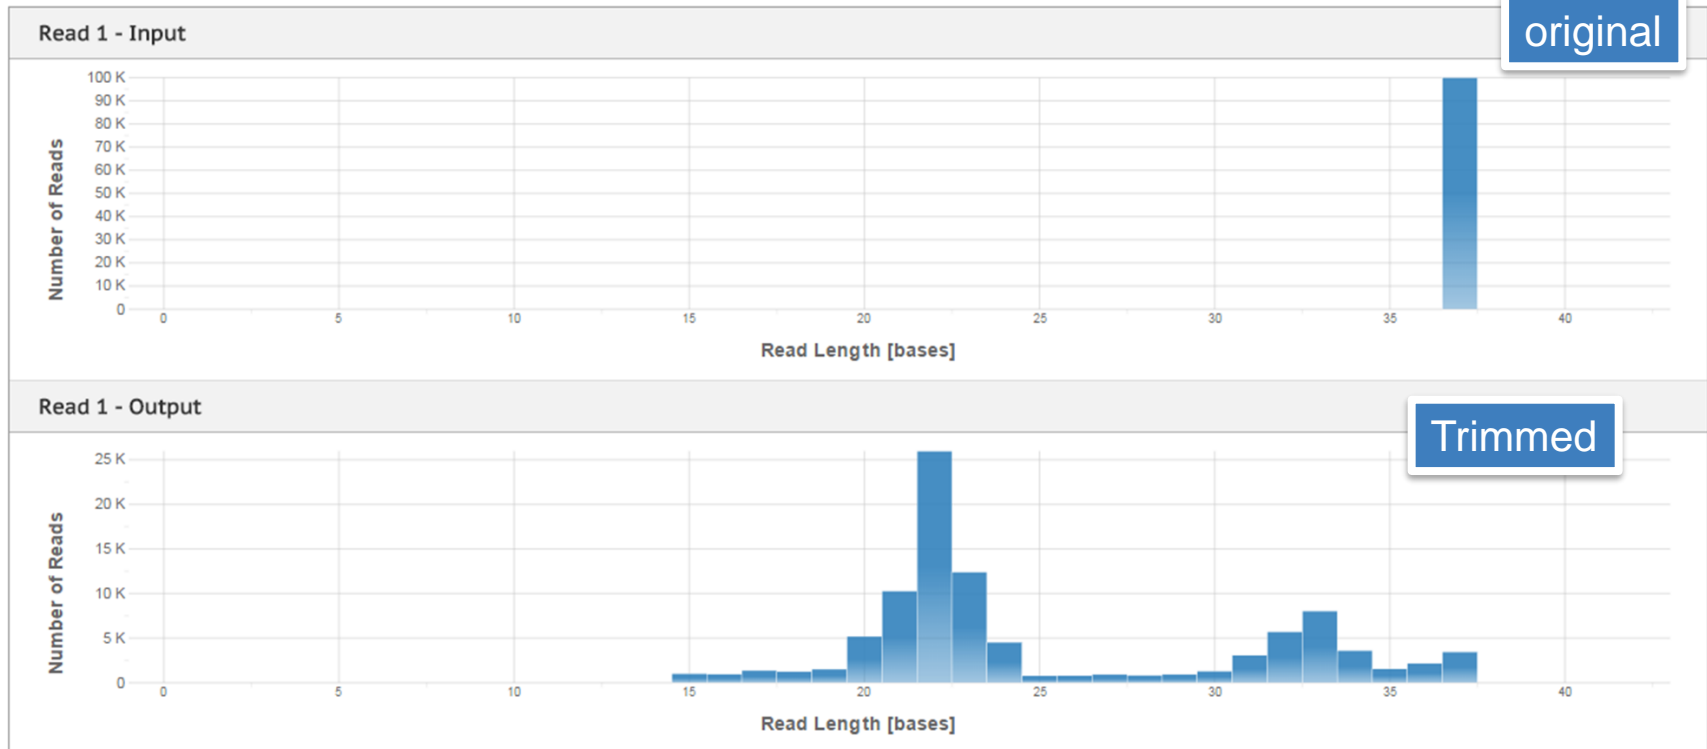 Read 1 - Input
original
100 K
90 K
80 K
70 K
60 K
50 K
40 K
30 K
20 K
10 K
0
Number of Reads
0 5 10 15 20 25 30 35 40
Read Length [bases]
Read 1 - Output
Trimmed
25 K
20 K
15 K
10 K
5 K
0
Number of Reads
0 5 10 15 20 25 30 35 40
Read Length [bases]